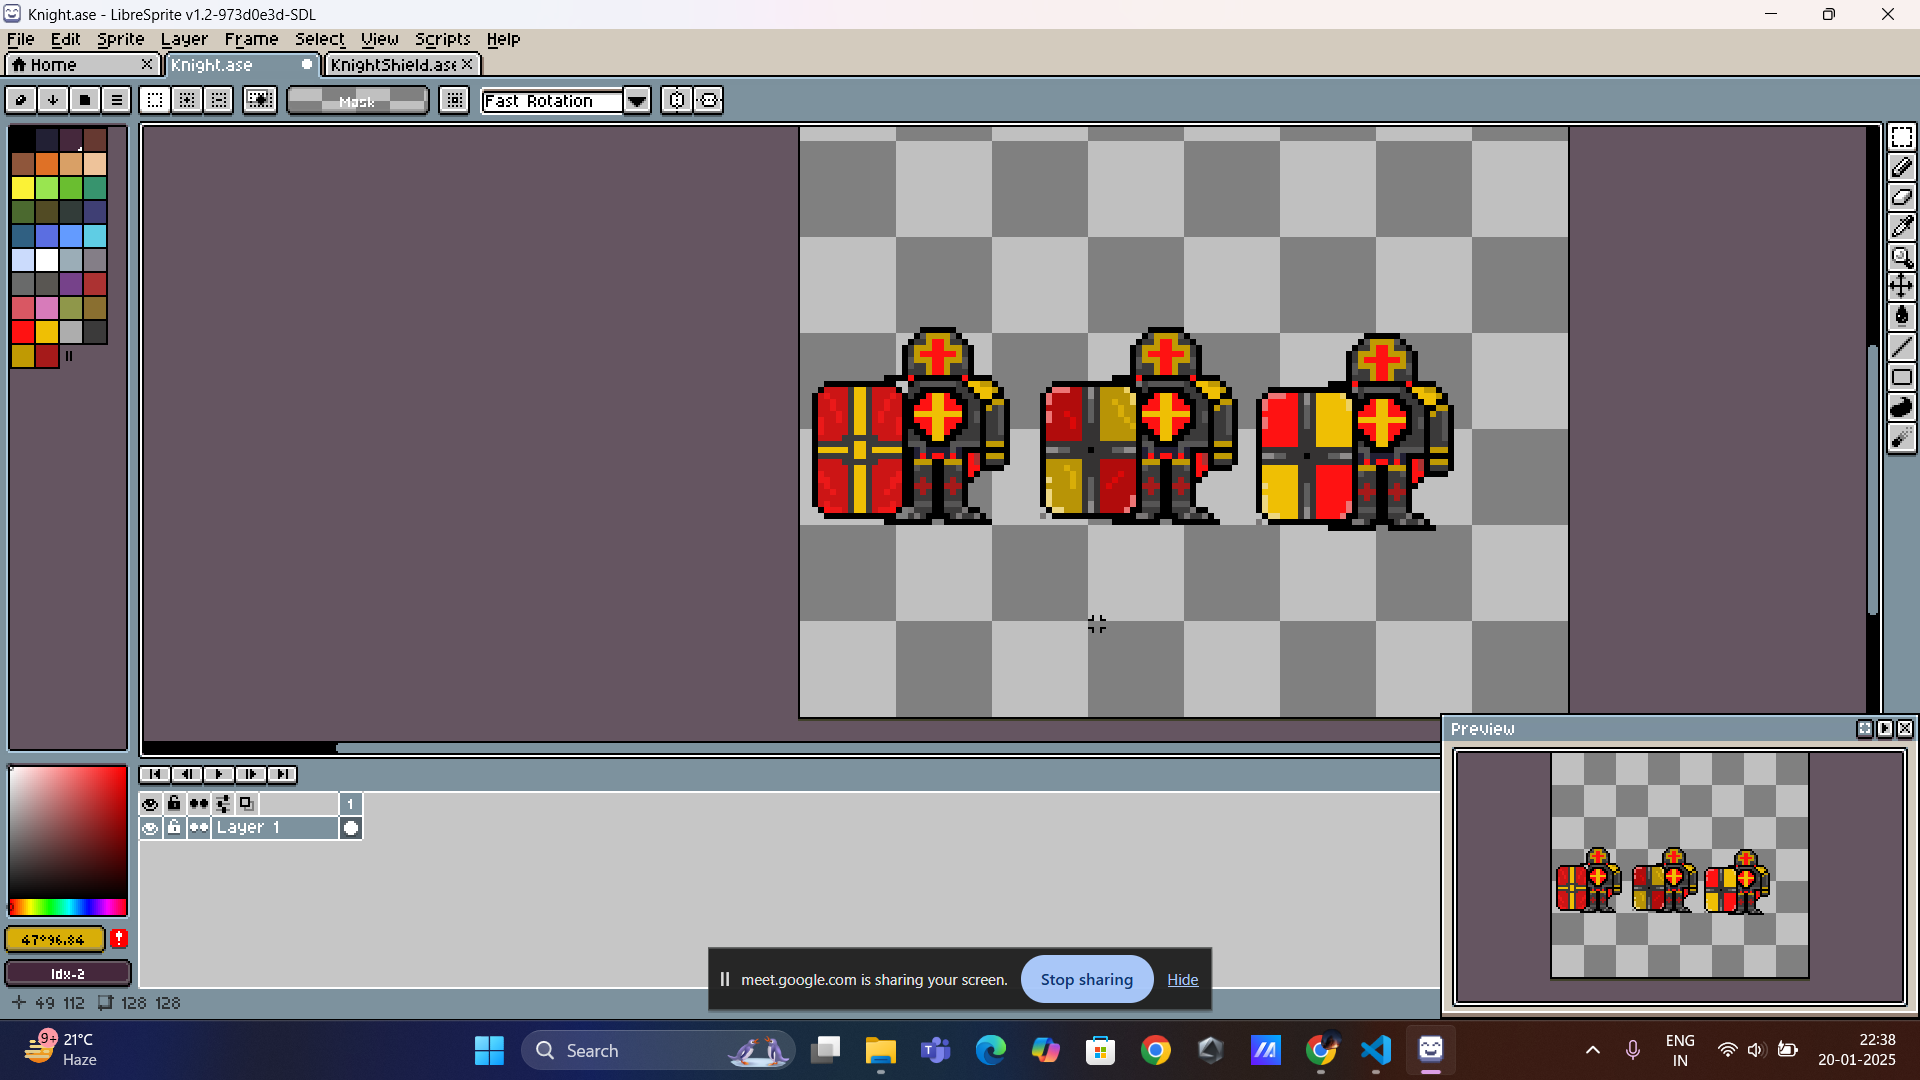 Knight.ase - LibreSprite v1.2-973d0e3d-SDL
File Edit Sprite Layer Frame Select View Scripts Help
Home
Knight.ase
KnightShield.ase
Mask
Fast Rotation
Preview
1
Layer 1
47°96.84
!
Idx-2
49 112 128 128
meet.google.com is sharing your screen.
Stop sharing
Hide
9+
21°C
Haze
Search
ENG
IN
22:38
20-01-2025